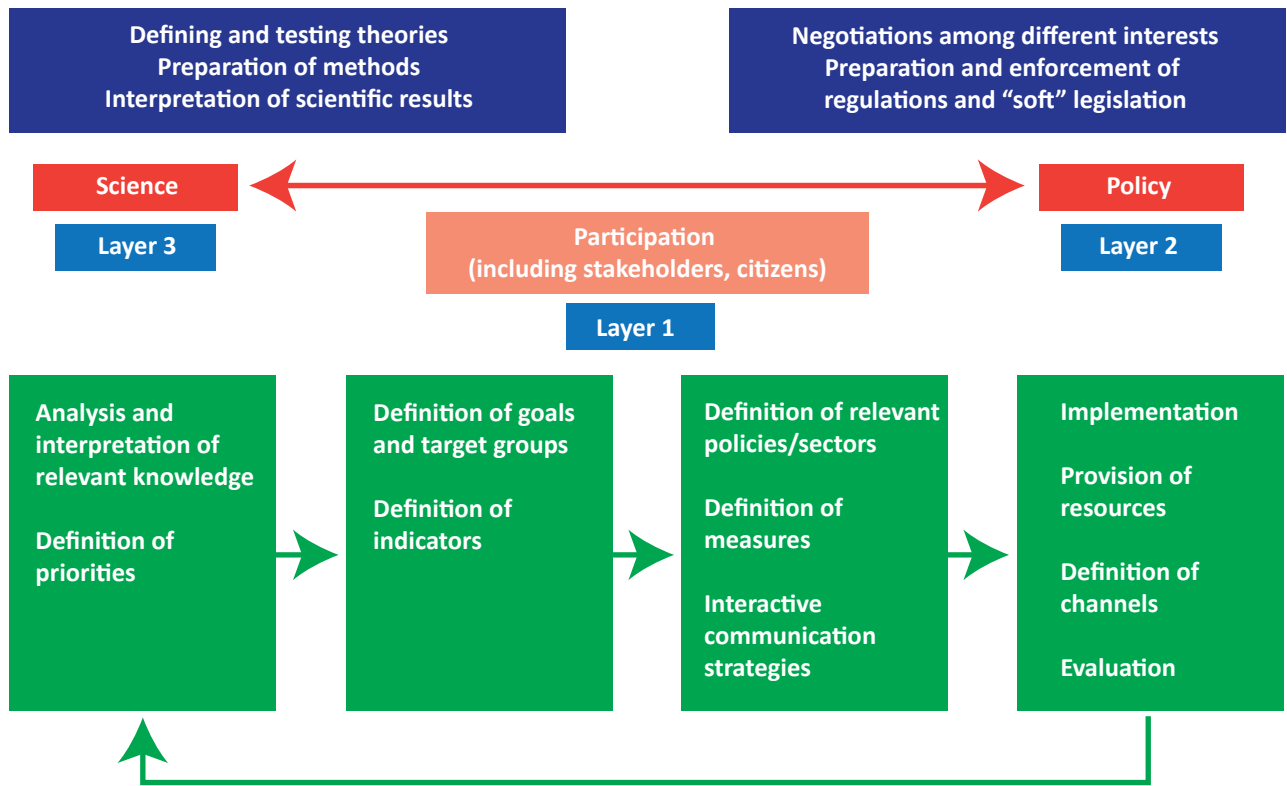 Defining and testing theories
Preparation of methods
Interpretation of scientific results
Negotiations among different interests
Preparation and enforcement of
regulations and “soft” legislation
Science
Policy
Layer 3
Participation
(including stakeholders, citizens)
Layer 2
Layer 1
Analysis and
interpretation of
relevant knowledge
Definition of
priorities
Definition of goals
and target groups
Definition of
indicators
Definition of relevant
policies/sectors
Definition of
measures
Interactive
communication
strategies
Implementation
Provision of
resources
Definition of
channels
Evaluation